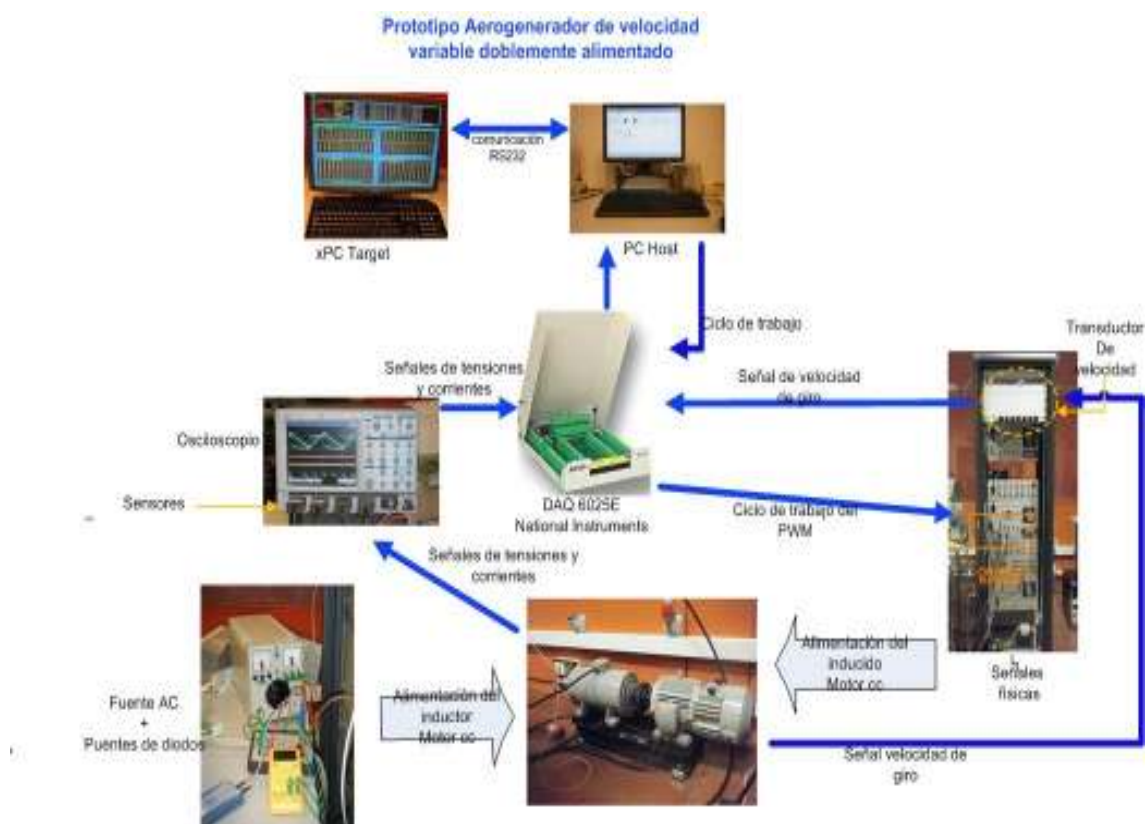 Prototipo Aerogenerador de velocidad
variable doblemente alimentado
comunicación
RS232
xPC Target
PC Host
Ciclo de trabajo
Transductor
De
velocidad
Señales de tensiones
y corrientes
Señal de velocidad
de giro
Osciloscopio
Sensores
DAQ 6025E
National Instruments
Ciclo de trabajo del
PWM
Señales de tensiones y
corrientes
Alimentación del
inducido
Motor cc
Señales
físicas
Fuente AC
+
Puentes de diodos
Alimentación del
inductor
Motor cc
Señal velocidad de
giro